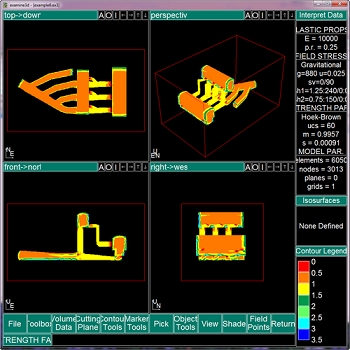 examine3d - [example8.ex3]
top->down
A O I
perspectiv
A O I
Interpret Data
LASTIC PROPS
E = 10000
p.r. = 0.25
FIELD STRESS
Gravitational
g=880 u=0.025
sv=0/90
h1=1.25:240/0.0
h2=0.75:150/0.0
TRENGTH PAR
Hoek-Brown
ucs = 60
m = 0.9957
s = 0.00091
MODEL PAR.
elements = 6050
nodes = 3013
planes = 0
grids = 1
front->nort
A O I
right->wes
A O I
Isosurfaces
None Defined
Contour Legend
0
0.5
1
1.5
2
2.5
3
3.5
File
Toolbox
Volume Data
Cutting Plane
Contour Tools
Marker Tools
Pick
Object Tools
View
Shade
Field Points
Return
TRENGTH FA